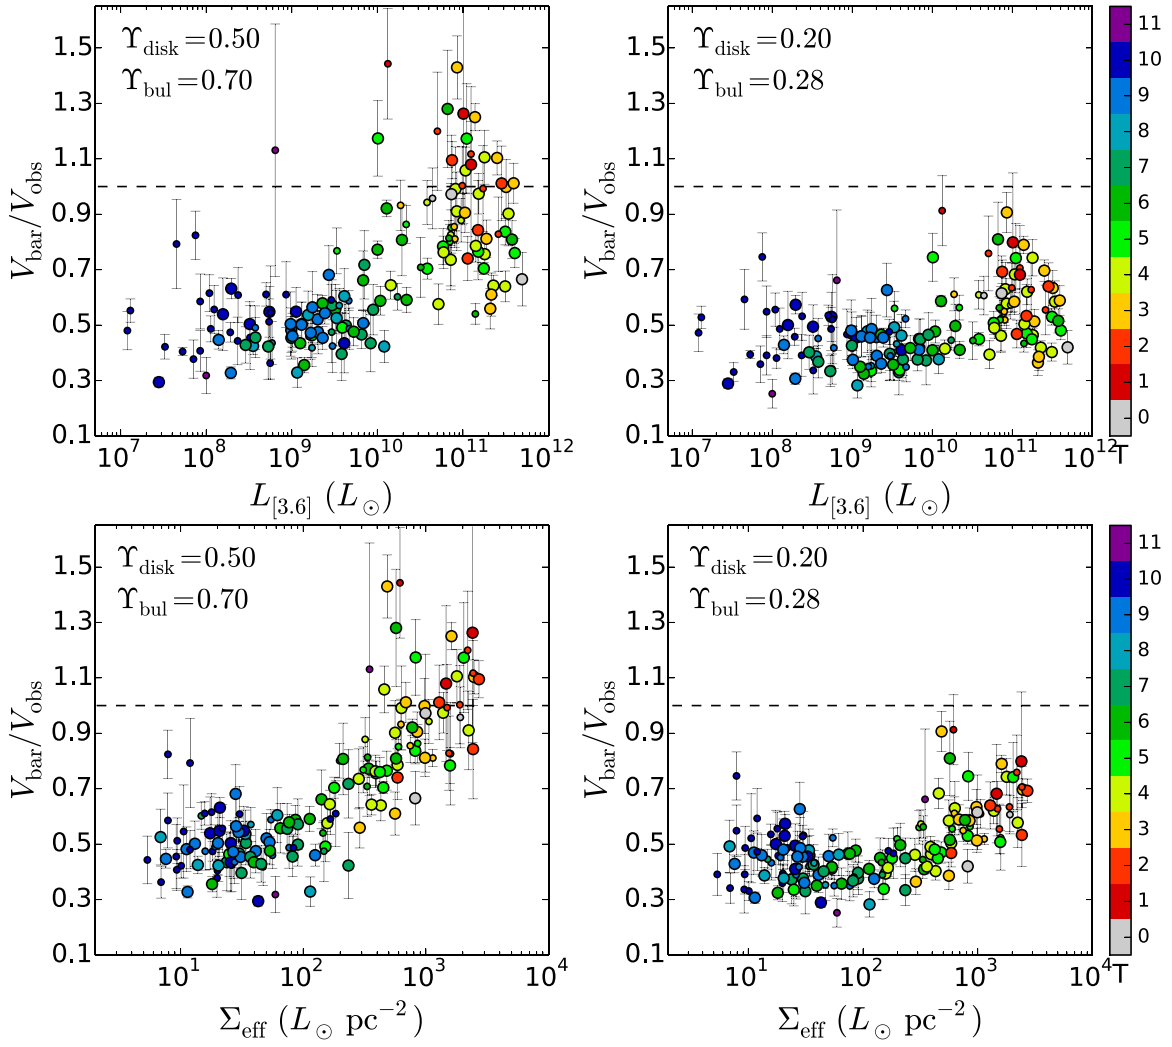 ϒdisk=0.50
ϒbul=0.70
1.5
1.3
1.1
0.9
0.7
0.5
0.3
0.1
Vbar/Vobs
10^7 10^8 10^9 10^10 10^11 10^12
L[3.6] (L⊙)
ϒdisk=0.20
ϒbul=0.28
1.5
1.3
1.1
0.9
0.7
0.5
0.3
0.1
Vbar/Vobs
10^7 10^8 10^9 10^10 10^11 10^12
L[3.6] (L⊙)
11
10
9
8
7
6
5
4
3
2
1
0
T
ϒdisk=0.50
ϒbul=0.70
1.5
1.3
1.1
0.9
0.7
0.5
0.3
0.1
Vbar/Vobs
10^1 10^2 10^3 10^4
Σeff (L⊙ pc^−2)
ϒdisk=0.20
ϒbul=0.28
1.5
1.3
1.1
0.9
0.7
0.5
0.3
0.1
Vbar/Vobs
10^1 10^2 10^3 10^4
Σeff (L⊙ pc^−2)
11
10
9
8
7
6
5
4
3
2
1
0
T